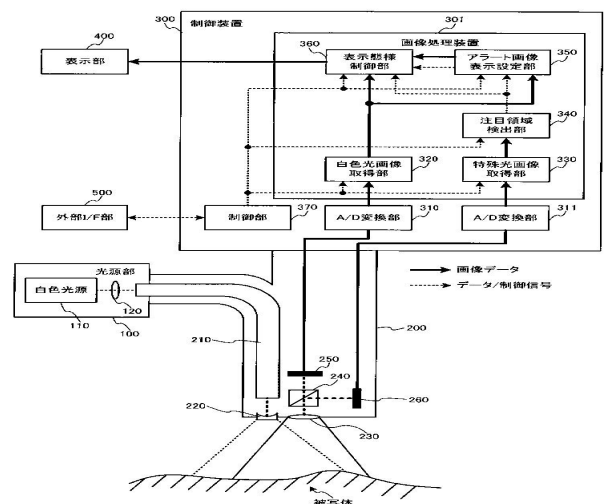 300
制御装置
301
画像処理装置
400
表示部
360
表示態様
制御部
アラート画像
表示設定部
350
注目領域
検出部
340
白色光画像
取得部
320
特殊光画像
取得部
330
500
外部I/F部
制御部
370
A/D変換部
310
A/D変換部
311
光源部
白色光源
110
120
100
210
200
画像データ
データ/制御信号
250
240
260
220
230
被写体